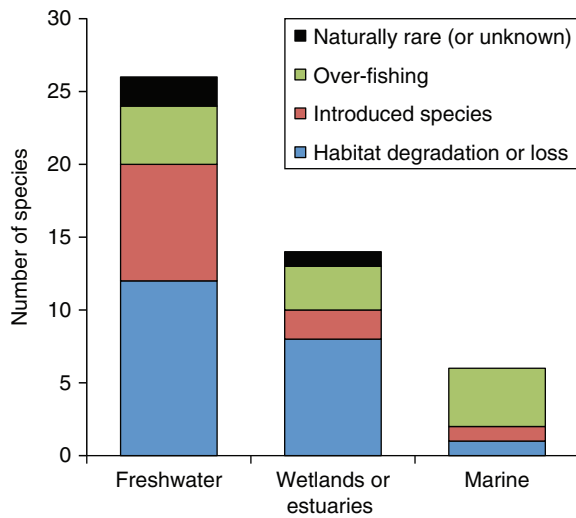 Number of species
30
25
20
15
10
5
0
Naturally rare (or unknown)
Over-fishing
Introduced species
Habitat degradation or loss
Freshwater
Wetlands or
estuaries
Marine